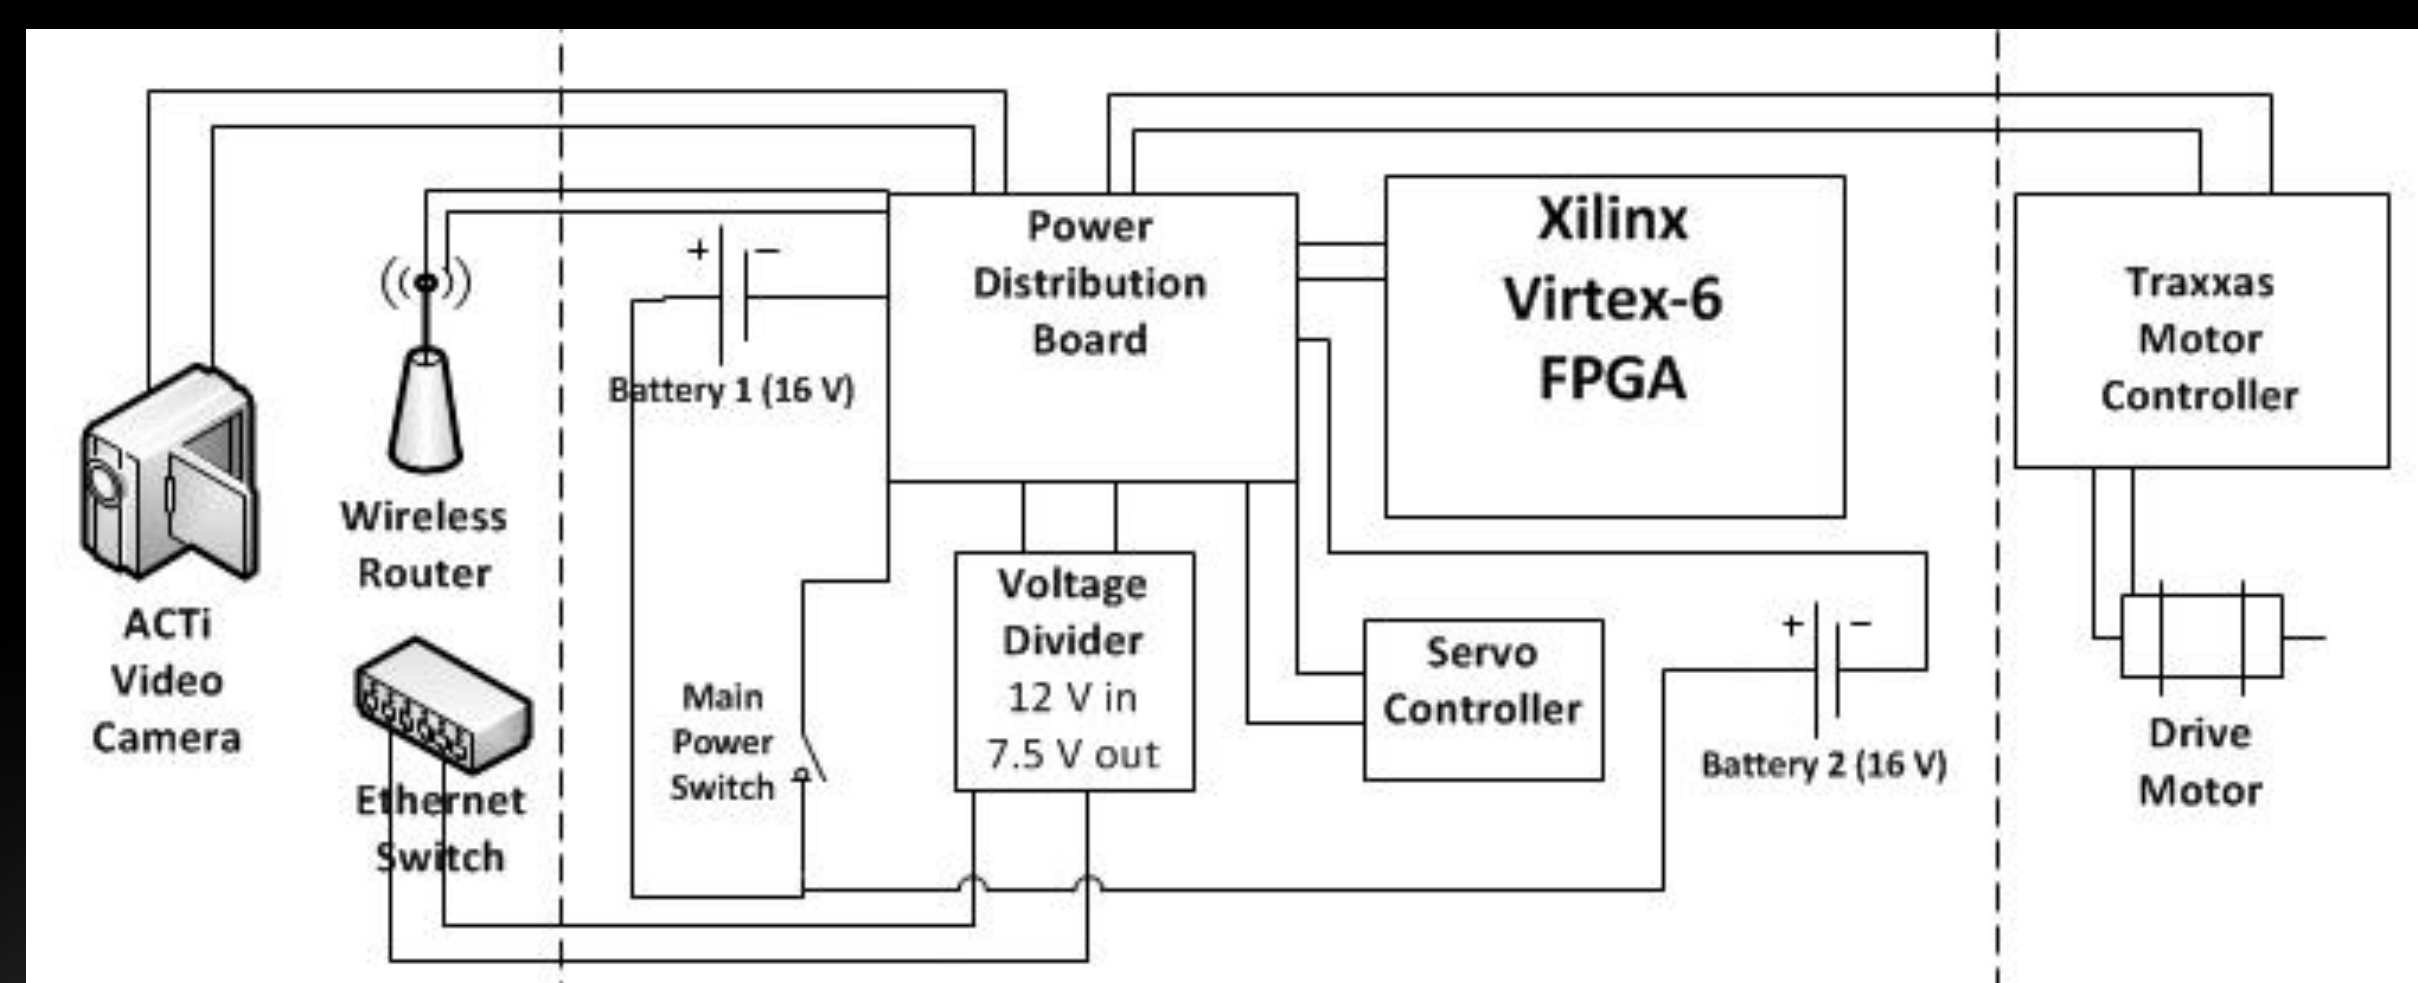 Power
Distribution
Board
Xilinx
Virtex-6
FPGA
Traxxas
Motor
Controller
+ −
Battery 1 (16 V)
Wireless
Router
ACTi
Video
Camera
Ethernet
Switch
Main
Power
Switch
Voltage
Divider
12 V in
7.5 V out
Servo
Controller
+ −
Battery 2 (16 V)
Drive
Motor